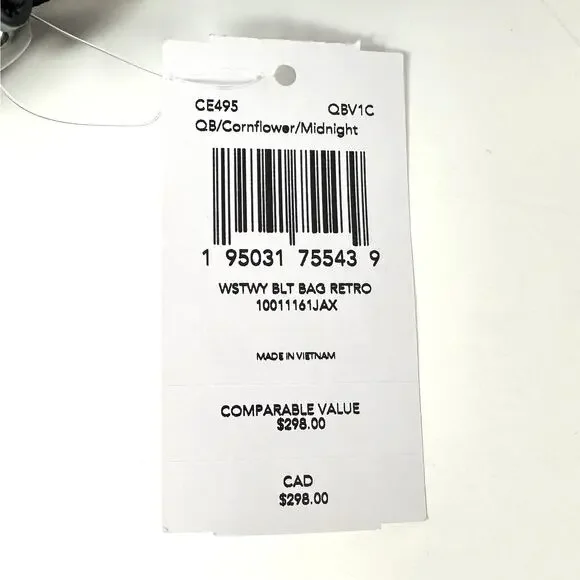 CE495 QBV1C
QB/Cornflower/Midnight
1 95031 75543 9
WSTWY BLT BAG RETRO
10011161JAX
MADE IN VIETNAM
COMPARABLE VALUE
$298.00
CAD
$298.00